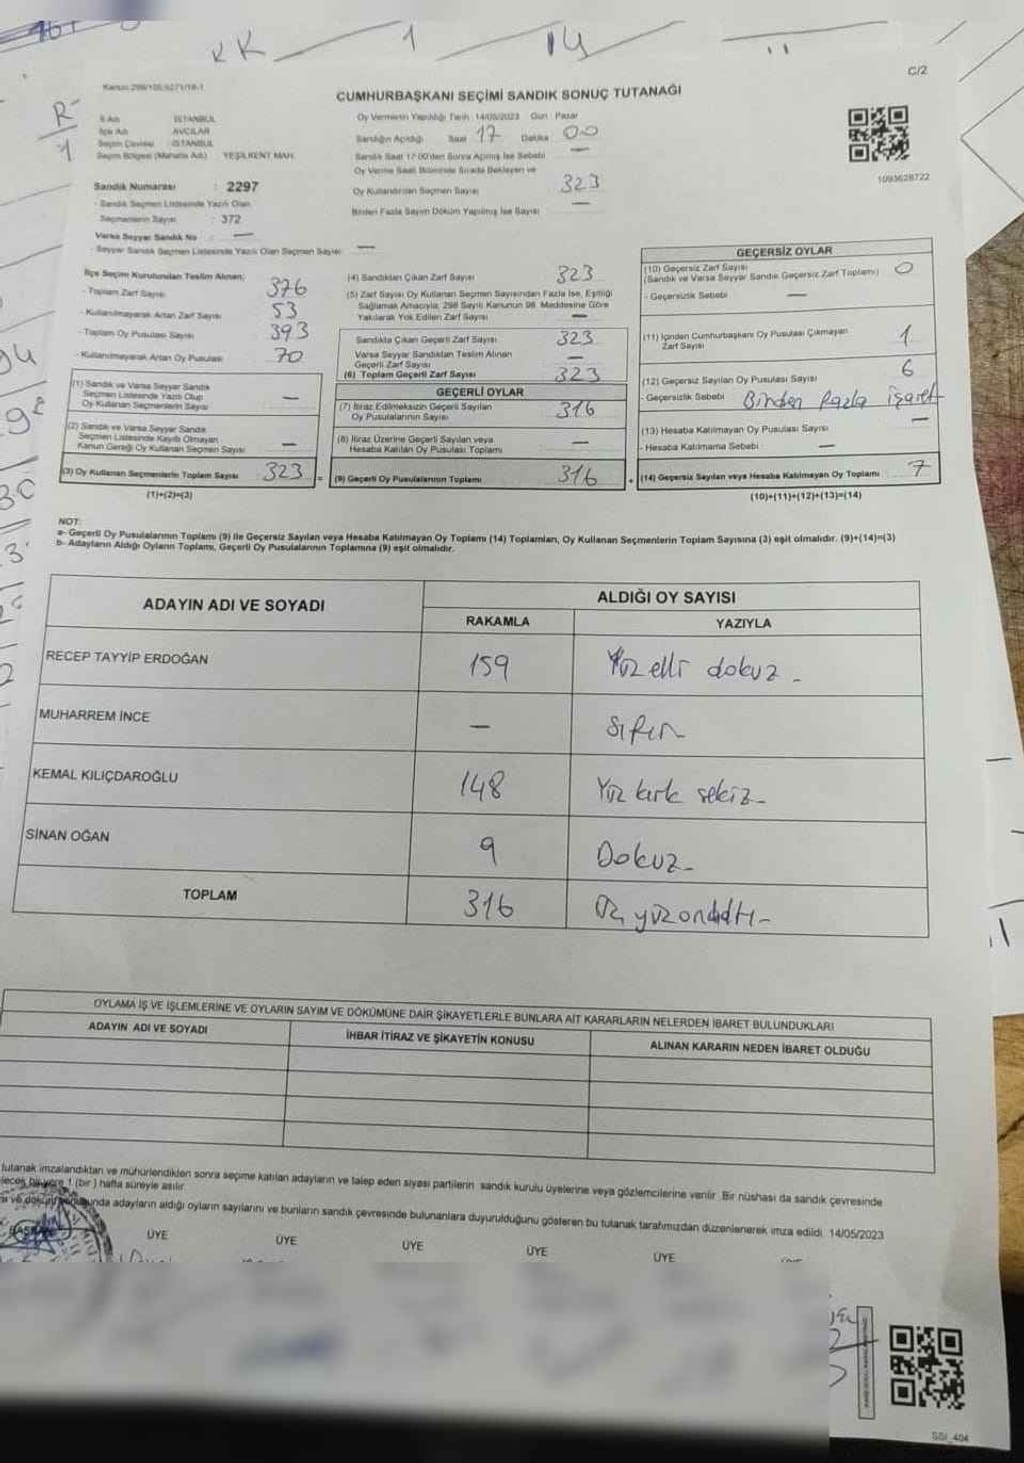 KK 1 14 11
C/2
R-
1
Kanun:298/105,6271/18-1
CUMHURBAŞKANI SEÇİMİ SANDIK SONUÇ TUTANAĞI
İl Adı İSTANBUL
İlçe Adı AVCILAR
Seçim Çevresi İSTANBUL
Seçim Bölgesi (Mahalle Adı) YEŞİLKENT MAH.
Oy Vermenin Yapıldığı Tarih 14/05/2023 Gün Pazar
Sandığın Açıldığı Saat 17 Dakika 00
Sandık Saat 17:00'den Sonra Açılmış İse Sebebi —
Oy Verme Saati Bitiminde Sırada Bekleyen ve
Oy Kullandırılan Seçmen Sayısı 323
Birden Fazla Sayım Döküm Yapılmış İse Sayısı —
1093628722
Sandık Numarası : 2297
- Sandık Seçmen Listesinde Yazılı Olan
Seçmenlerin Sayısı : 372
Varsa Seyyar Sandık No : —
- Seyyar Sandık Seçmen Listesinde Yazılı Olan Seçmen Sayısı —
İlçe Seçim Kurulundan Teslim Alınan;
- Toplam Zarf Sayısı 376
- Kullanılmayarak Artan Zarf Sayısı 53
- Toplam Oy Pusulası Sayısı 393
- Kullanılmayarak Artan Oy Pusulası 70
(1) Sandık ve Varsa Seyyar Sandık
Seçmen Listesinde Yazılı Olup
Oy Kullanan Seçmenlerin Sayısı —
(2) Sandık ve Varsa Seyyar Sandık
Seçmen Listesinde Kayıtlı Olmayan
Kanun Gereği Oy Kullanan Seçmen Sayısı —
(3) Oy Kullanan Seçmenlerin Toplam Sayısı 323 =
(1)+(2)=(3)
(4) Sandıktan Çıkan Zarf Sayısı 323
(5) Zarf Sayısı Oy Kullanan Seçmen Sayısından Fazla İse, Eşitliği
Sağlamak Amacıyla, 298 Sayılı Kanunun 98. Maddesine Göre
Yakılarak Yok Edilen Zarf Sayısı —
Sandıkta Çıkan Geçerli Zarf Sayısı 323
Varsa Seyyar Sandıktan Teslim Alınan
Geçerli Zarf Sayısı —
(6) Toplam Geçerli Zarf Sayısı 323
GEÇERLİ OYLAR
(7) İtiraz Edilmeksizin Geçerli Sayılan
Oy Pusulalarının Sayısı 316
(8) İtiraz Üzerine Geçerli Sayılan veya
Hesaba Katılan Oy Pusulası Toplamı —
(9) Geçerli Oy Pusulalarının Toplamı 316 +
GEÇERSİZ OYLAR
(10) Geçersiz Zarf Sayısı
(Sandık ve Varsa Seyyar Sandık Geçersiz Zarf Toplamı) 0
- Geçersizlik Sebebi —
(11) İçinden Cumhurbaşkanı Oy Pusulası Çıkmayan
Zarf Sayısı 1
(12) Geçersiz Sayılan Oy Pusulası Sayısı 6
- Geçersizlik Sebebi Birden Fazla işaret
(13) Hesaba Katılmayan Oy Pusulası Sayısı —
- Hesaba Katılmama Sebebi —
(14) Geçersiz Sayılan veya Hesaba Katılmayan Oy Toplamı 7
(10)+(11)+(12)+(13)=(14)
NOT:
a- Geçerli Oy Pusulalarının Toplamı (9) ile Geçersiz Sayılan veya Hesaba Katılmayan Oy Toplamı (14) Toplamları, Oy Kullanan Seçmenlerin Toplam Sayısına (3) eşit olmalıdır. (9)+(14)=(3)
b- Adayların Aldığı Oyların Toplamı, Geçerli Oy Pusulalarının Toplamına (9) eşit olmalıdır.
ADAYIN ADI VE SOYADI ALDIĞI OY SAYISI
RAKAMLA YAZIYLA
RECEP TAYYİP ERDOĞAN 159 Yüz elli dokuz -
MUHARREM İNCE — Sıfır
KEMAL KILIÇDAROĞLU 148 Yüz kırk sekiz -
SİNAN OĞAN 9 Dokuz -
TOPLAM 316 Üç yüz onaltı -
OYLAMA İŞ VE İŞLEMLERİNE VE OYLARIN SAYIM VE DÖKÜMÜNE DAİR ŞİKAYETLERLE BUNLARA AİT KARARLARIN NELERDEN İBARET BULUNDUKLARI
ADAYIN ADI VE SOYADI İHBAR İTİRAZ VE ŞİKAYETİN KONUSU ALINAN KARARIN NEDEN İBARET OLDUĞU
tutanak imzalandıktan ve mühürlendikten sonra seçime katılan adayların ve talep eden siyasi partilerin sandık kurulu üyelerine veya gözlemcilerine verilir. Bir nüshası da sandık çevresinde
1 (bir) hafta süreyle asılır.
adayların aldığı oyların sayılarını ve bunların sandık çevresinde bulunanlara duyurulduğunu gösteren bu tutanak tarafımızdan düzenlenerek imza edildi. 14/05/2023
BAŞKAN ÜYE ÜYE ÜYE ÜYE ÜYE
SSI_404